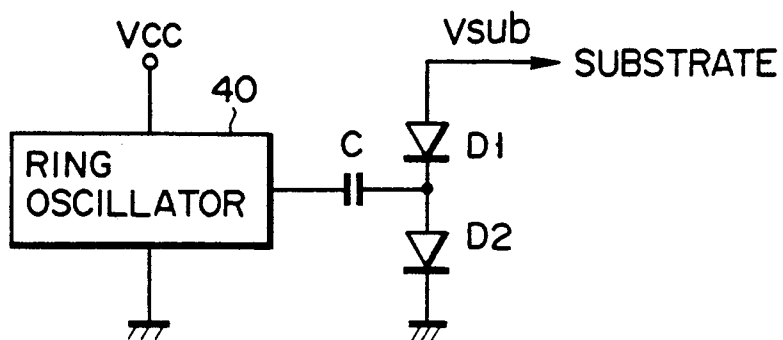 VCC
Vsub
SUBSTRATE
40
C
D1
RING
OSCILLATOR
D2